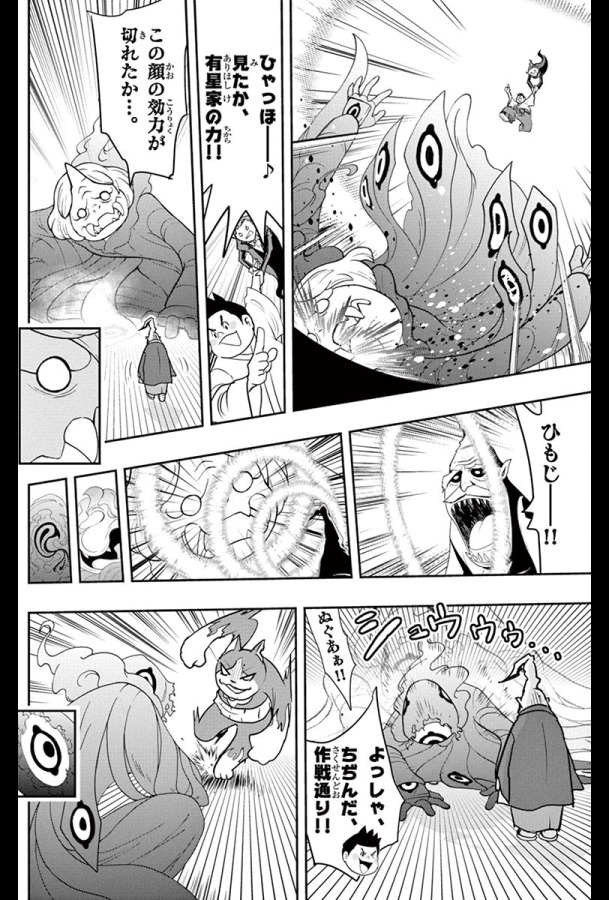 ひゃっほ――♪
見たか、
有星家の力!!
この顔の効力が
切れたか…。
ひもじ――!!
シュウゥゥ…
ぬぐあぁ!!
よっしゃ、
ちぢんだ、
作戦通り!!